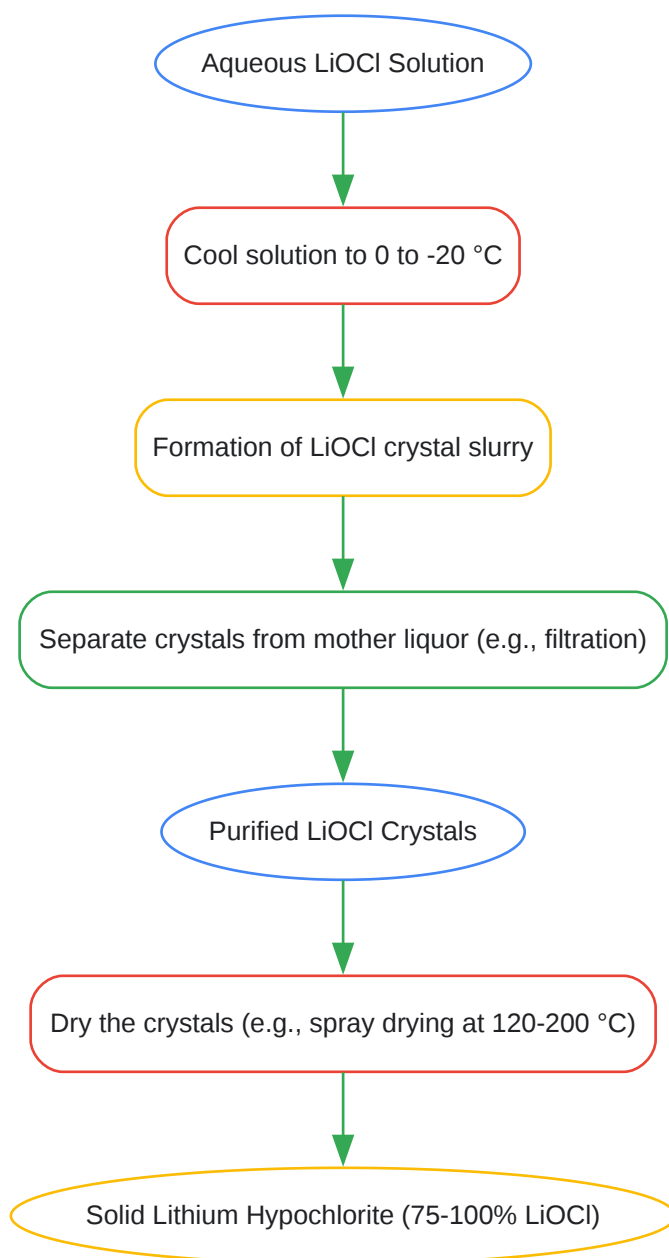 Aqueous LiOCl Solution
Cool solution to 0 to -20 °C
Formation of LiOCl crystal slurry
Separate crystals from mother liquor (e.g., filtration)
Purified LiOCl Crystals
Dry the crystals (e.g., spray drying at 120-200 °C)
Solid Lithium Hypochlorite (75-100% LiOCl)